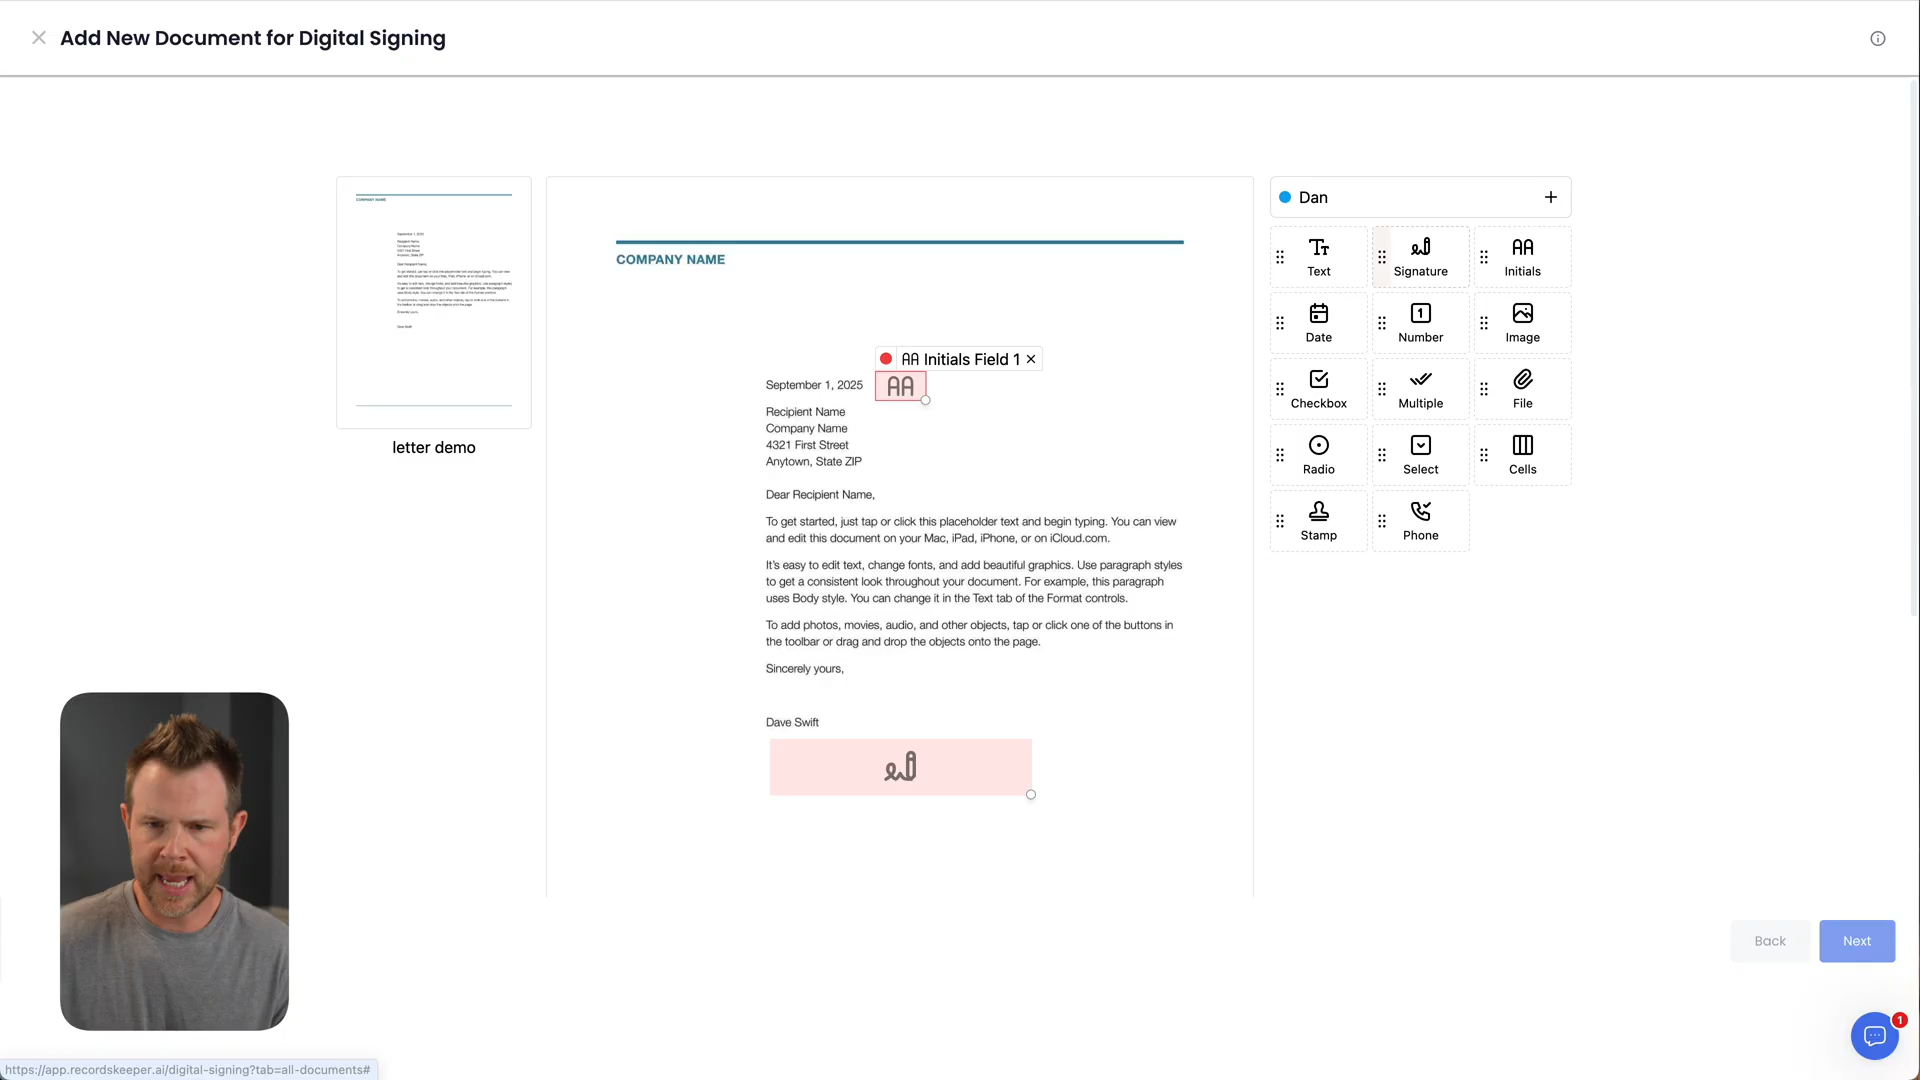 Add New Document for Digital Signing
COMPANY NAME
letter demo
COMPANY NAME
AA Initials Field 1
September 1, 2025
AA
Recipient Name
Company Name
4321 First Street
Anytown, State ZIP
Dear Recipient Name,
To get started, just tap or click this placeholder text and begin typing. You can view
and edit this document on your Mac, iPad, iPhone, or on iCloud.com.
It's easy to edit text, change fonts, and add beautiful graphics. Use paragraph styles
to get a consistent look throughout your document. For example, this paragraph
uses Body style. You can change it in the Text tab of the Format controls.
To add photos, movies, audio, and other objects, tap or click one of the buttons in
the toolbar or drag and drop the objects onto the page.
Sincerely yours,
Dave Swift
Dan
Text
Signature
AA
Initials
Date
1
Number
Image
Checkbox
Multiple
File
Radio
Select
Cells
Stamp
Phone
Back
Next
1
https://app.recordskeeper.ai/digital-signing?tab=all-documents#